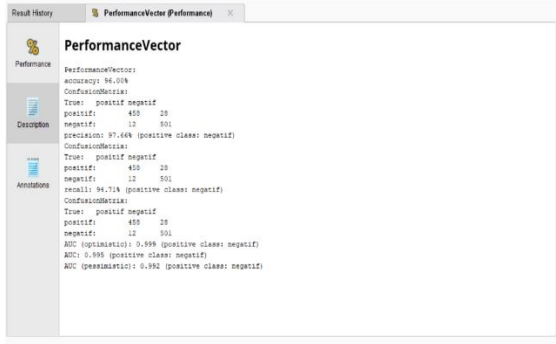 Result History
PerformanceVector (Performance)
Performance
Description
Annotations
PerformanceVector
PerformanceVector:
accuracy: 96.00%
ConfusionMatrix:
True: positif negatif
positif: 458 28
negatif: 12 501
precision: 97.66% (positive class: negatif)
ConfusionMatrix:
True: positif negatif
positif: 458 28
negatif: 12 501
recall: 94.71% (positive class: negatif)
ConfusionMatrix:
True: positif negatif
positif: 458 28
negatif: 12 501
AUC (optimistic): 0.999 (positive class: negatif)
AUC: 0.995 (positive class: negatif)
AUC (pessimistic): 0.992 (positive class: negatif)